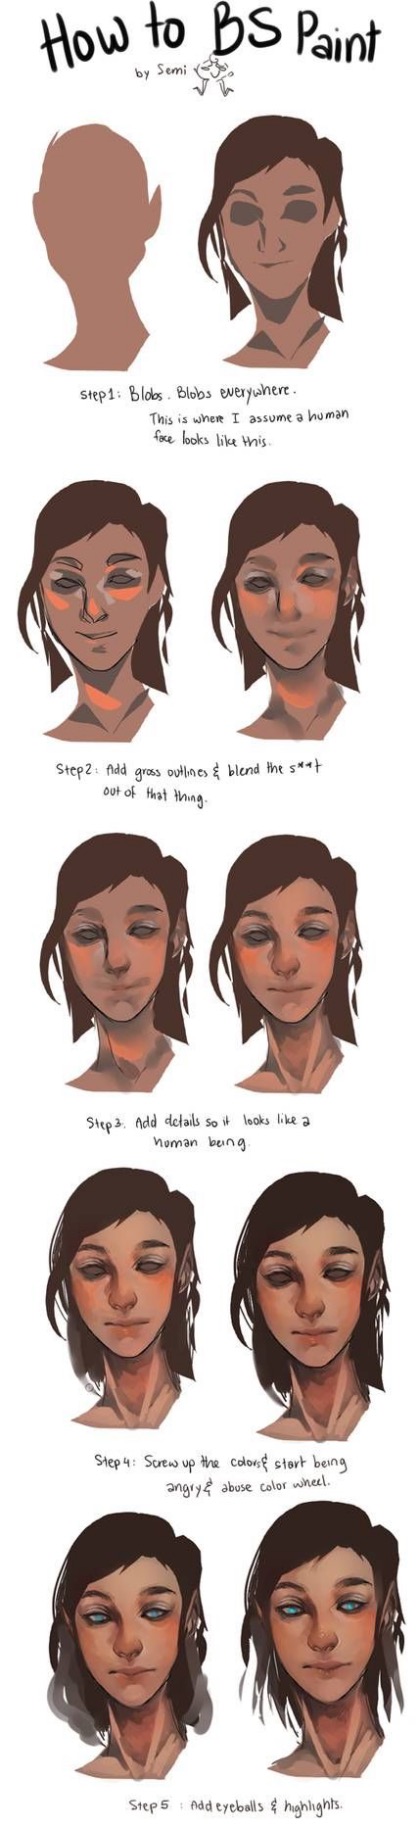 How to BS Paint
by Semi
Step1: Blobs. Blobs everywhere.
This is where I assume a human
face looks like this.
Step2: Add gross outlines & blend the s**t
out of that thing.
Step3. Add details so it looks like a
human being.
Step4: Screw up the colors & start being
angry & abuse color wheel.
Step5 : Add eyeballs & highlights.